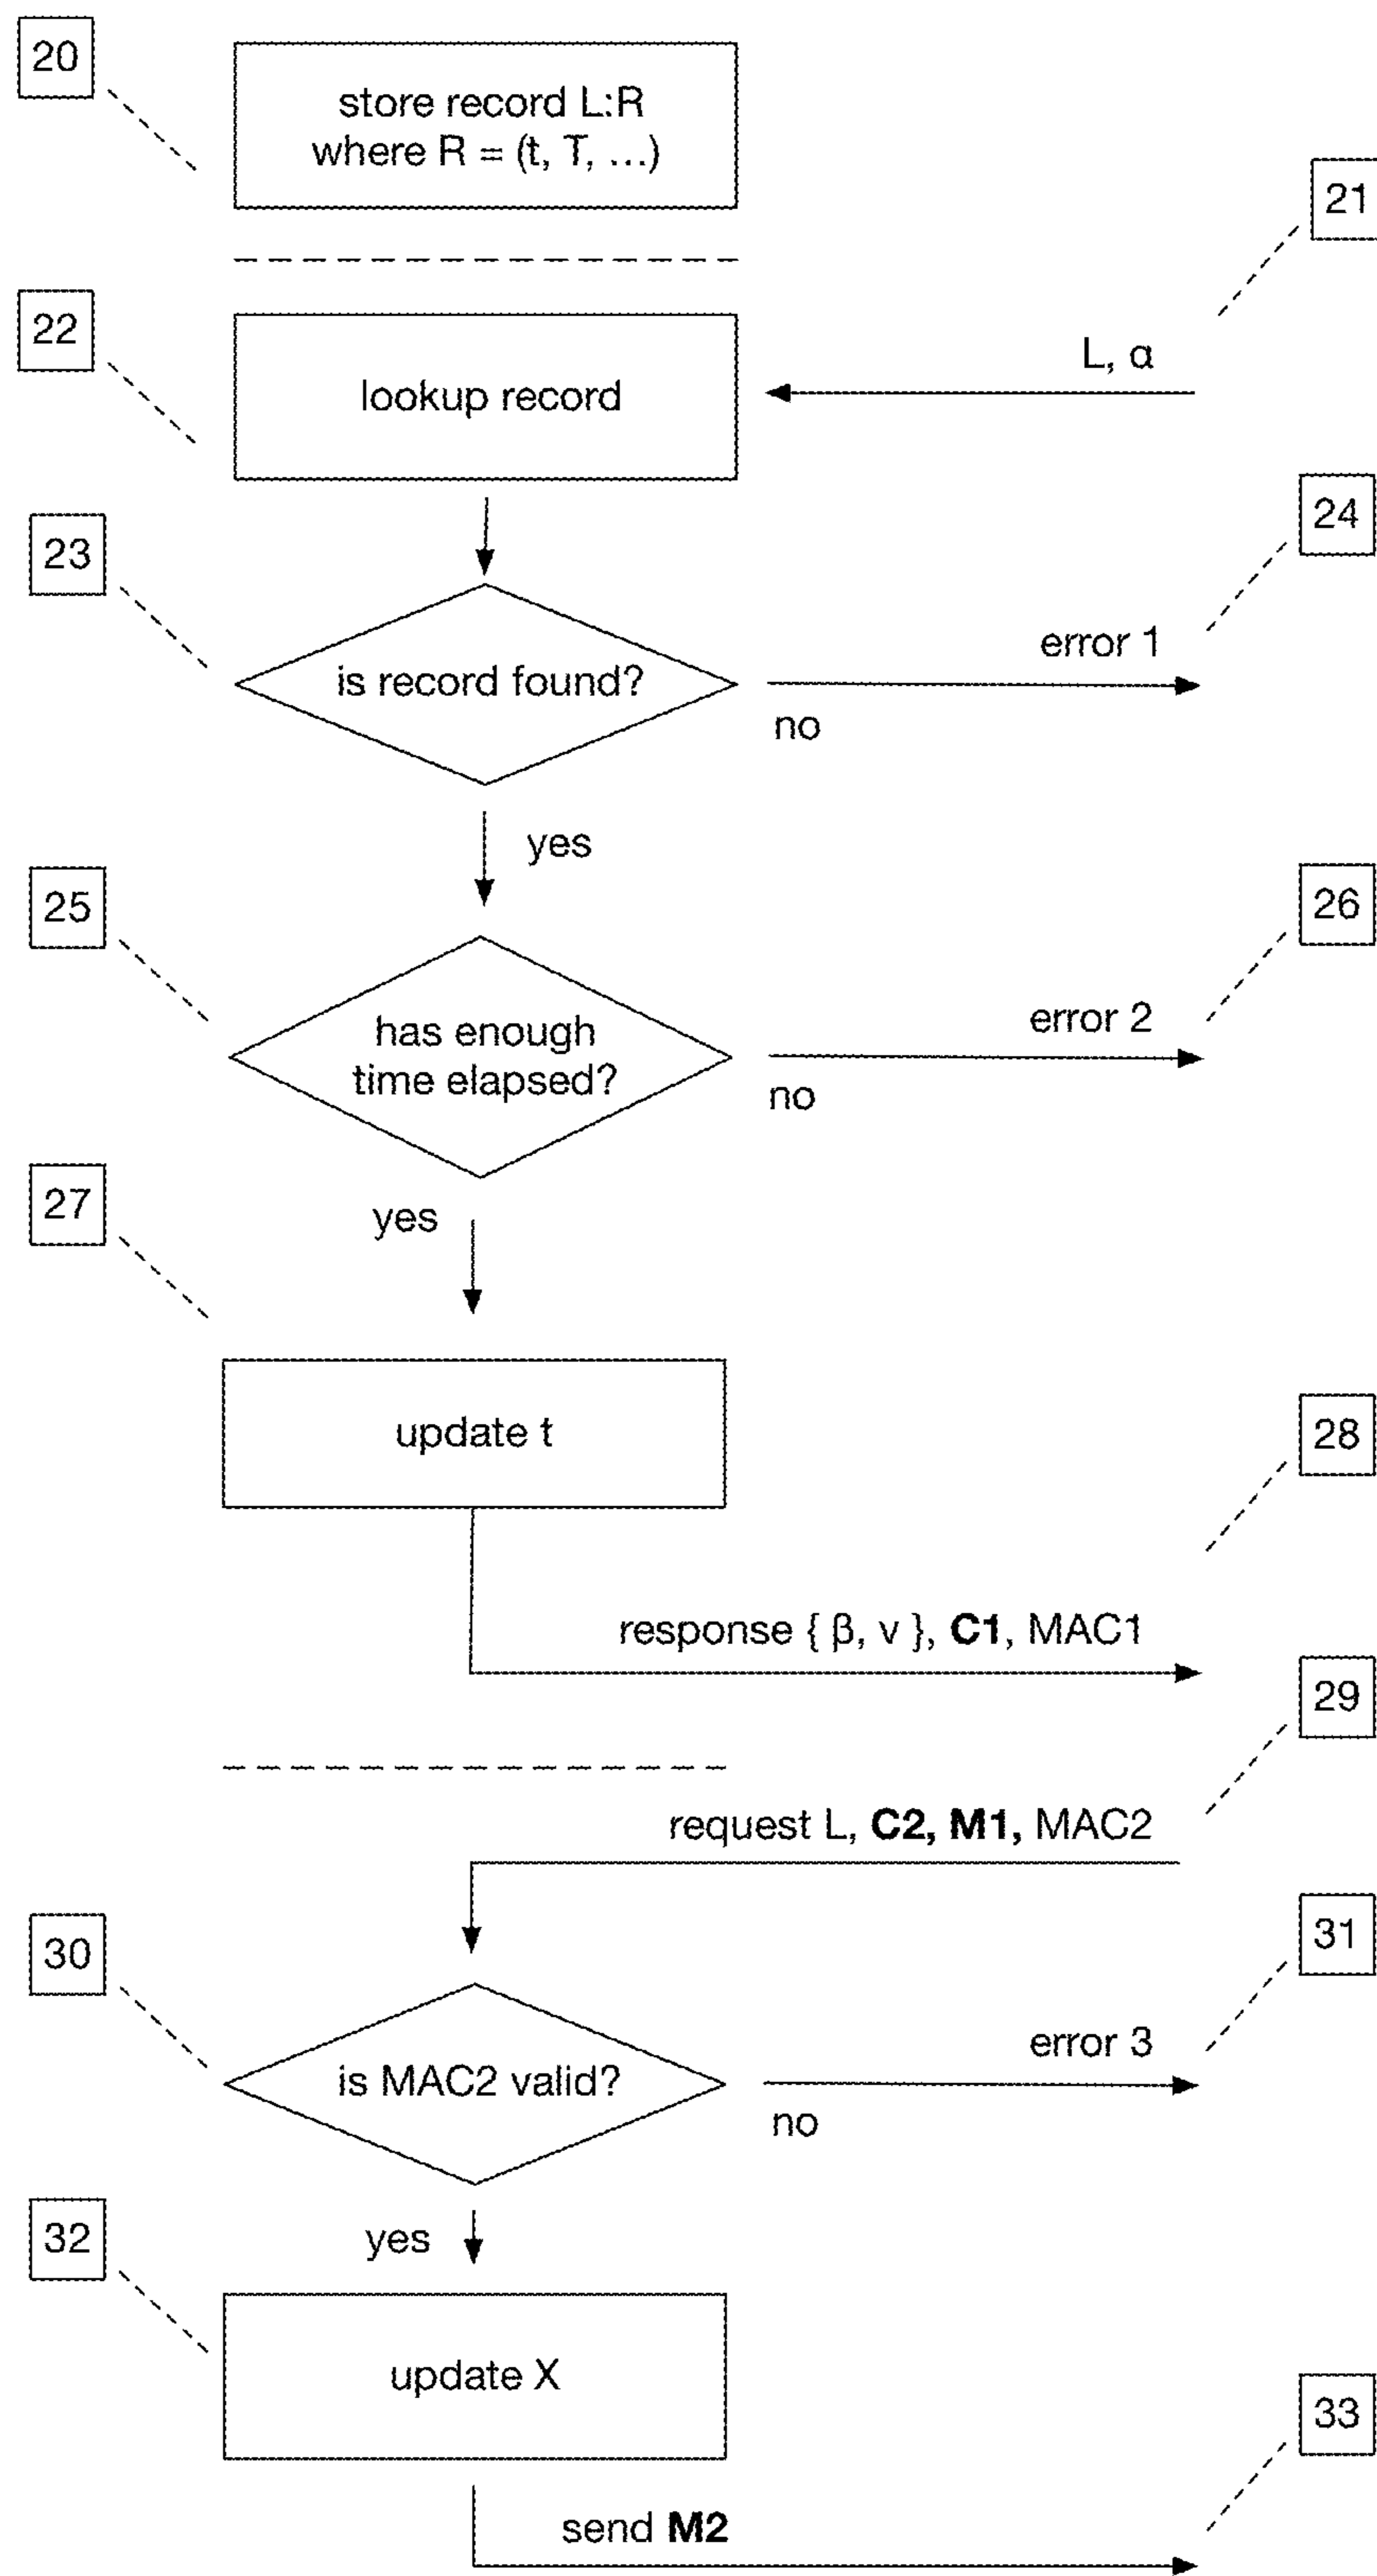 20
store record L:R
where R = (t, T, ...)
21
22
L, α
lookup record
23
24
error 1
is record found?
no
yes
25
26
error 2
has enough
time elapsed?
no
27
yes
update t
28
response { β, v }, C1, MAC1
29
request L, C2, M1, MAC2
30
31
error 3
is MAC2 valid?
no
32
yes
update X
33
send M2